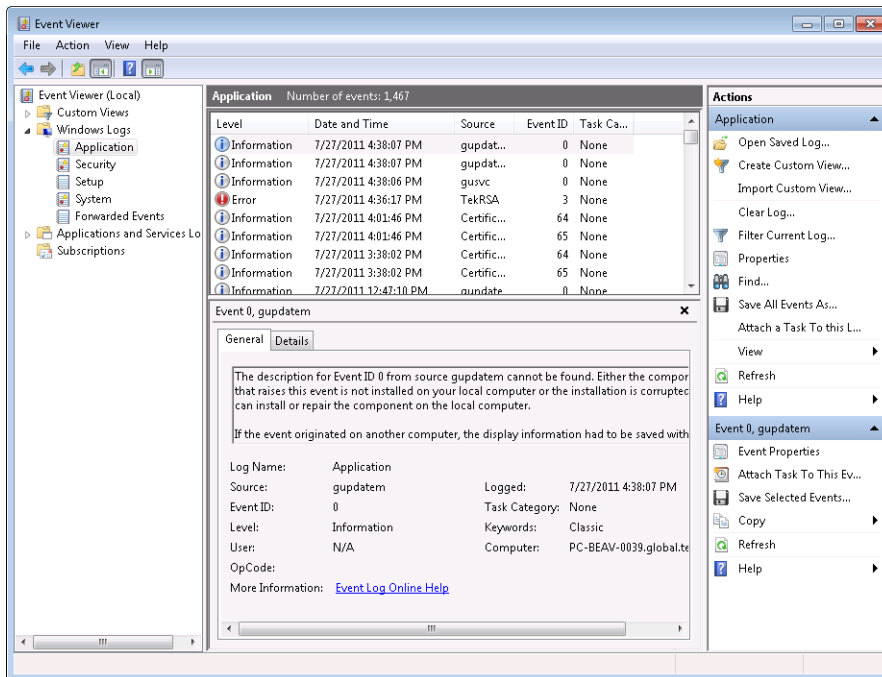 Event Viewer
File Action View Help
Event Viewer (Local)
Custom Views
Windows Logs
Application
Security
Setup
System
Forwarded Events
Applications and Services Lo
Subscriptions
Application Number of events: 1,467
Level Date and Time Source Event ID Task Ca...
Information 7/27/2011 4:38:07 PM gupdat... 0 None
Information 7/27/2011 4:38:07 PM gupdat... 0 None
Information 7/27/2011 4:38:06 PM gusvc 0 None
Error 7/27/2011 4:36:17 PM TekRSA 3 None
Information 7/27/2011 4:01:46 PM Certific... 64 None
Information 7/27/2011 4:01:46 PM Certific... 65 None
Information 7/27/2011 3:38:02 PM Certific... 64 None
Information 7/27/2011 3:38:02 PM Certific... 65 None
Information 7/27/2011 12:47:10 PM gupdate 0 None
Event 0, gupdatem
General Details
The description for Event ID 0 from source gupdatem cannot be found. Either the compor
that raises this event is not installed on your local computer or the installation is corruptec
can install or repair the component on the local computer.
If the event originated on another computer, the display information had to be saved with
Log Name: Application
Source: gupdatem Logged: 7/27/2011 4:38:07 PM
Event ID: 0 Task Category: None
Level: Information Keywords: Classic
User: N/A Computer: PC-BEAV-0039.global.te
OpCode:
More Information: Event Log Online Help
Actions
Application
Open Saved Log...
Create Custom View...
Import Custom View...
Clear Log...
Filter Current Log...
Properties
Find...
Save All Events As...
Attach a Task To this L...
View
Refresh
Help
Event 0, gupdatem
Event Properties
Attach Task To This Ev...
Save Selected Events...
Copy
Refresh
Help